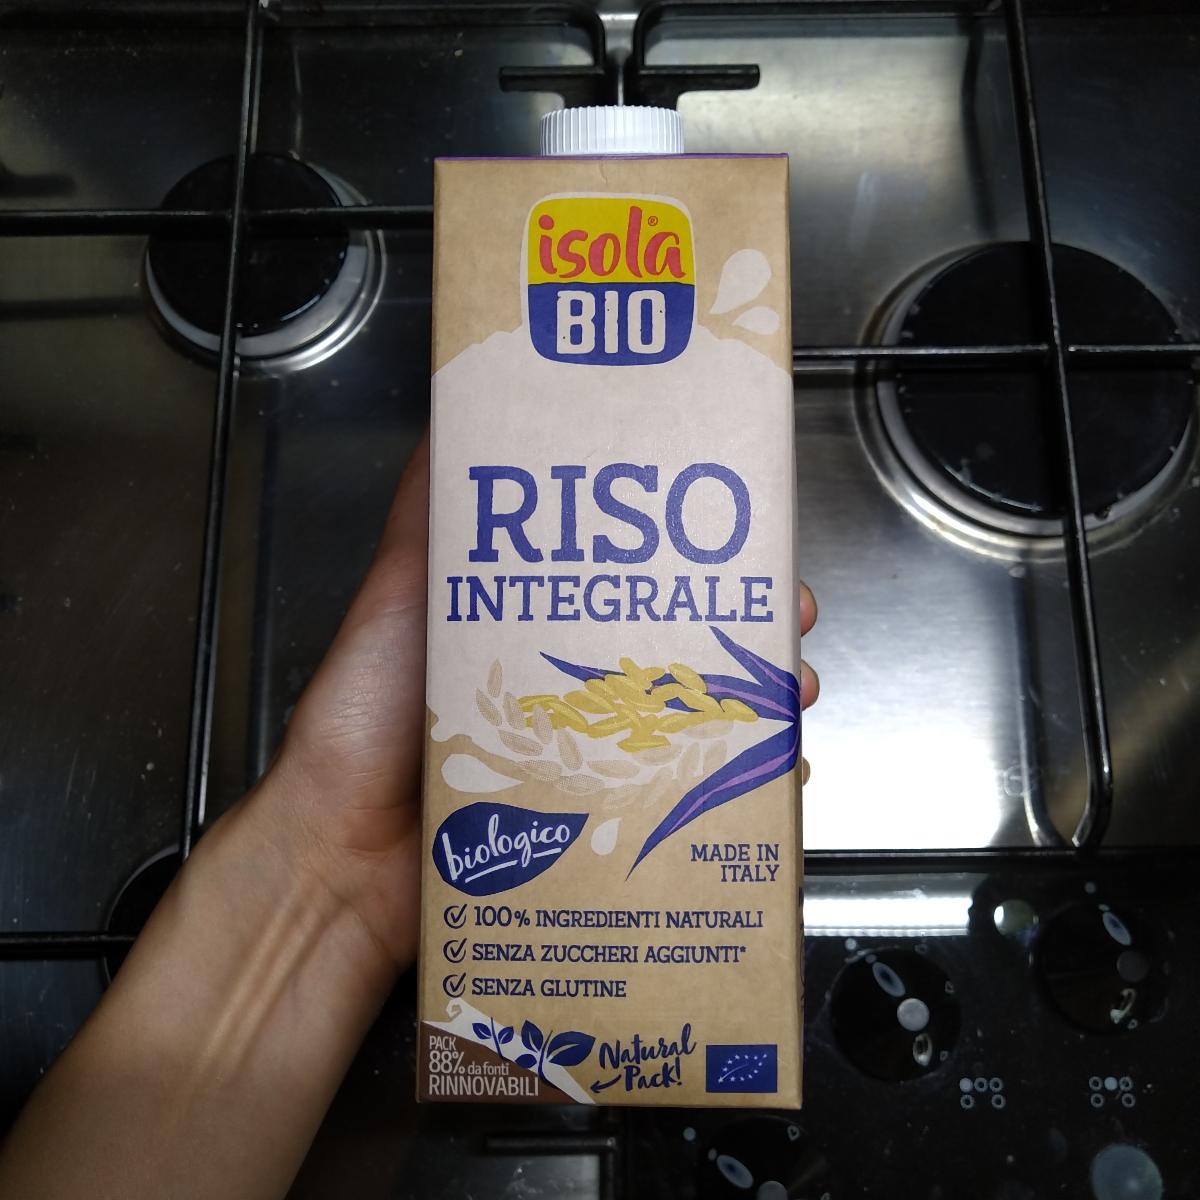 isola®
BIO
RISO
INTEGRALE
biologico
MADE IN
ITALY
100% INGREDIENTI NATURALI
SENZA ZUCCHERI AGGIUNTI*
SENZA GLUTINE
PACK
88% da fonti
RINNOVABILI
Natural
Pack!